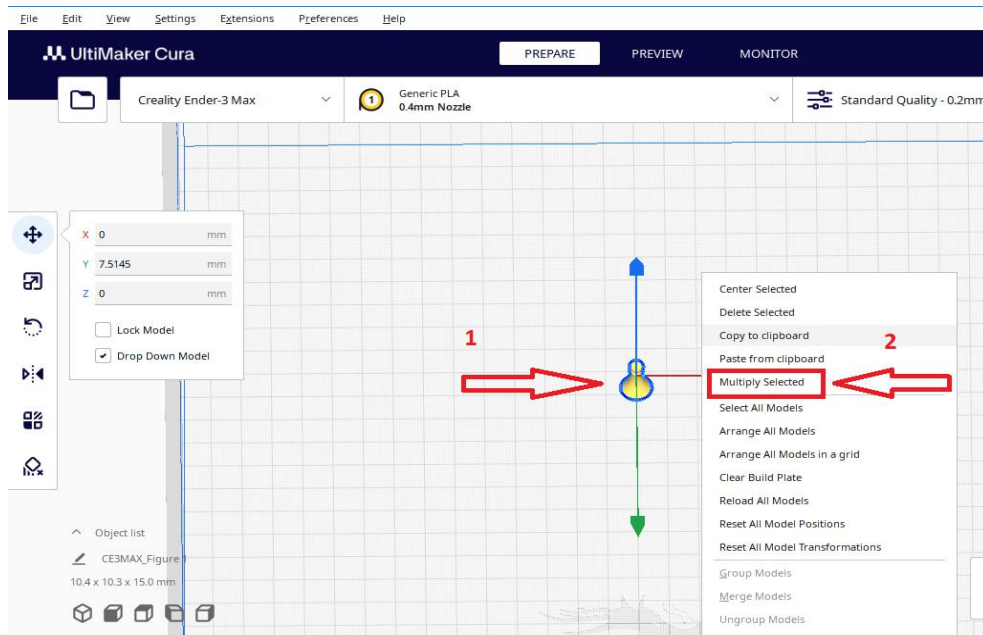 File Edit View Settings Extensions Preferences Help
UltiMaker Cura
PREPARE PREVIEW MONITOR
Creality Ender-3 Max
1
Generic PLA
0.4mm Nozzle
Standard Quality - 0.2mm
X 0 mm
Y 7.5145 mm
Z 0 mm
Lock Model
Drop Down Model
1
2
Center Selected
Delete Selected
Copy to clipboard
Paste from clipboard
Multiply Selected
Select All Models
Arrange All Models
Arrange All Models in a grid
Clear Build Plate
Reload All Models
Reset All Model Positions
Reset All Model Transformations
Group Models
Merge Models
Ungroup Models
Object list
CE3MAX_Figure 1
10.4 x 10.3 x 15.0 mm